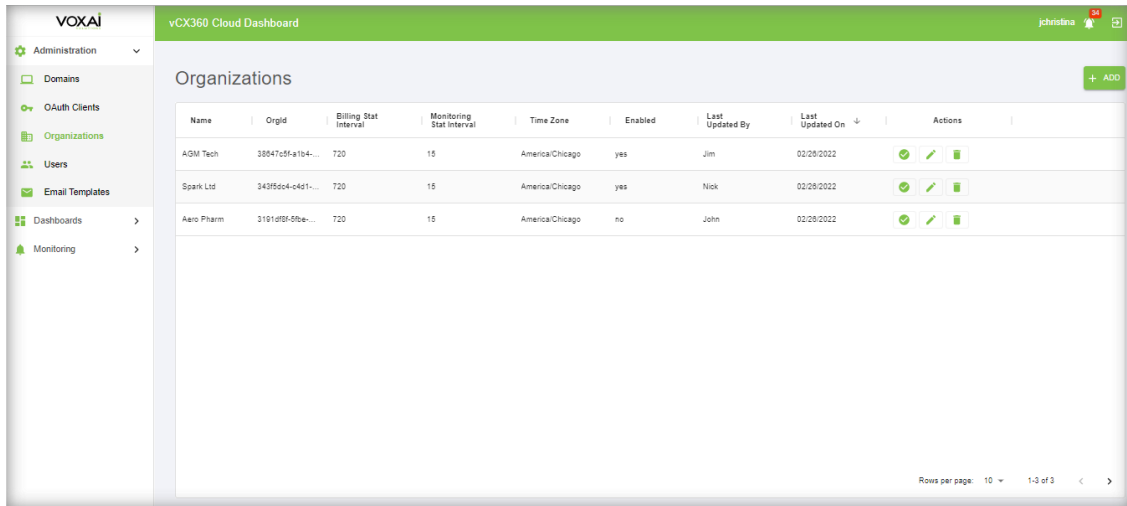 VOXAI
vCX360 Cloud Dashboard
jchristina
34
Administration
Domains
OAuth Clients
Organizations
Users
Email Templates
Dashboards
Monitoring
Organizations
+ ADD
Name OrgId Billing Stat Interval Monitoring Stat Interval Time Zone Enabled Last Updated By Last Updated On Actions
AGM Tech 38647c5f-a1b4-... 720 15 America/Chicago yes Jim 02/26/2022
Spark Ltd 343f5dc4-c4d1-... 720 15 America/Chicago yes Nick 02/26/2022
Aero Pharm 3191df8f-5fbe-... 720 15 America/Chicago no John 02/26/2022
Rows per page: 10 1-3 of 3